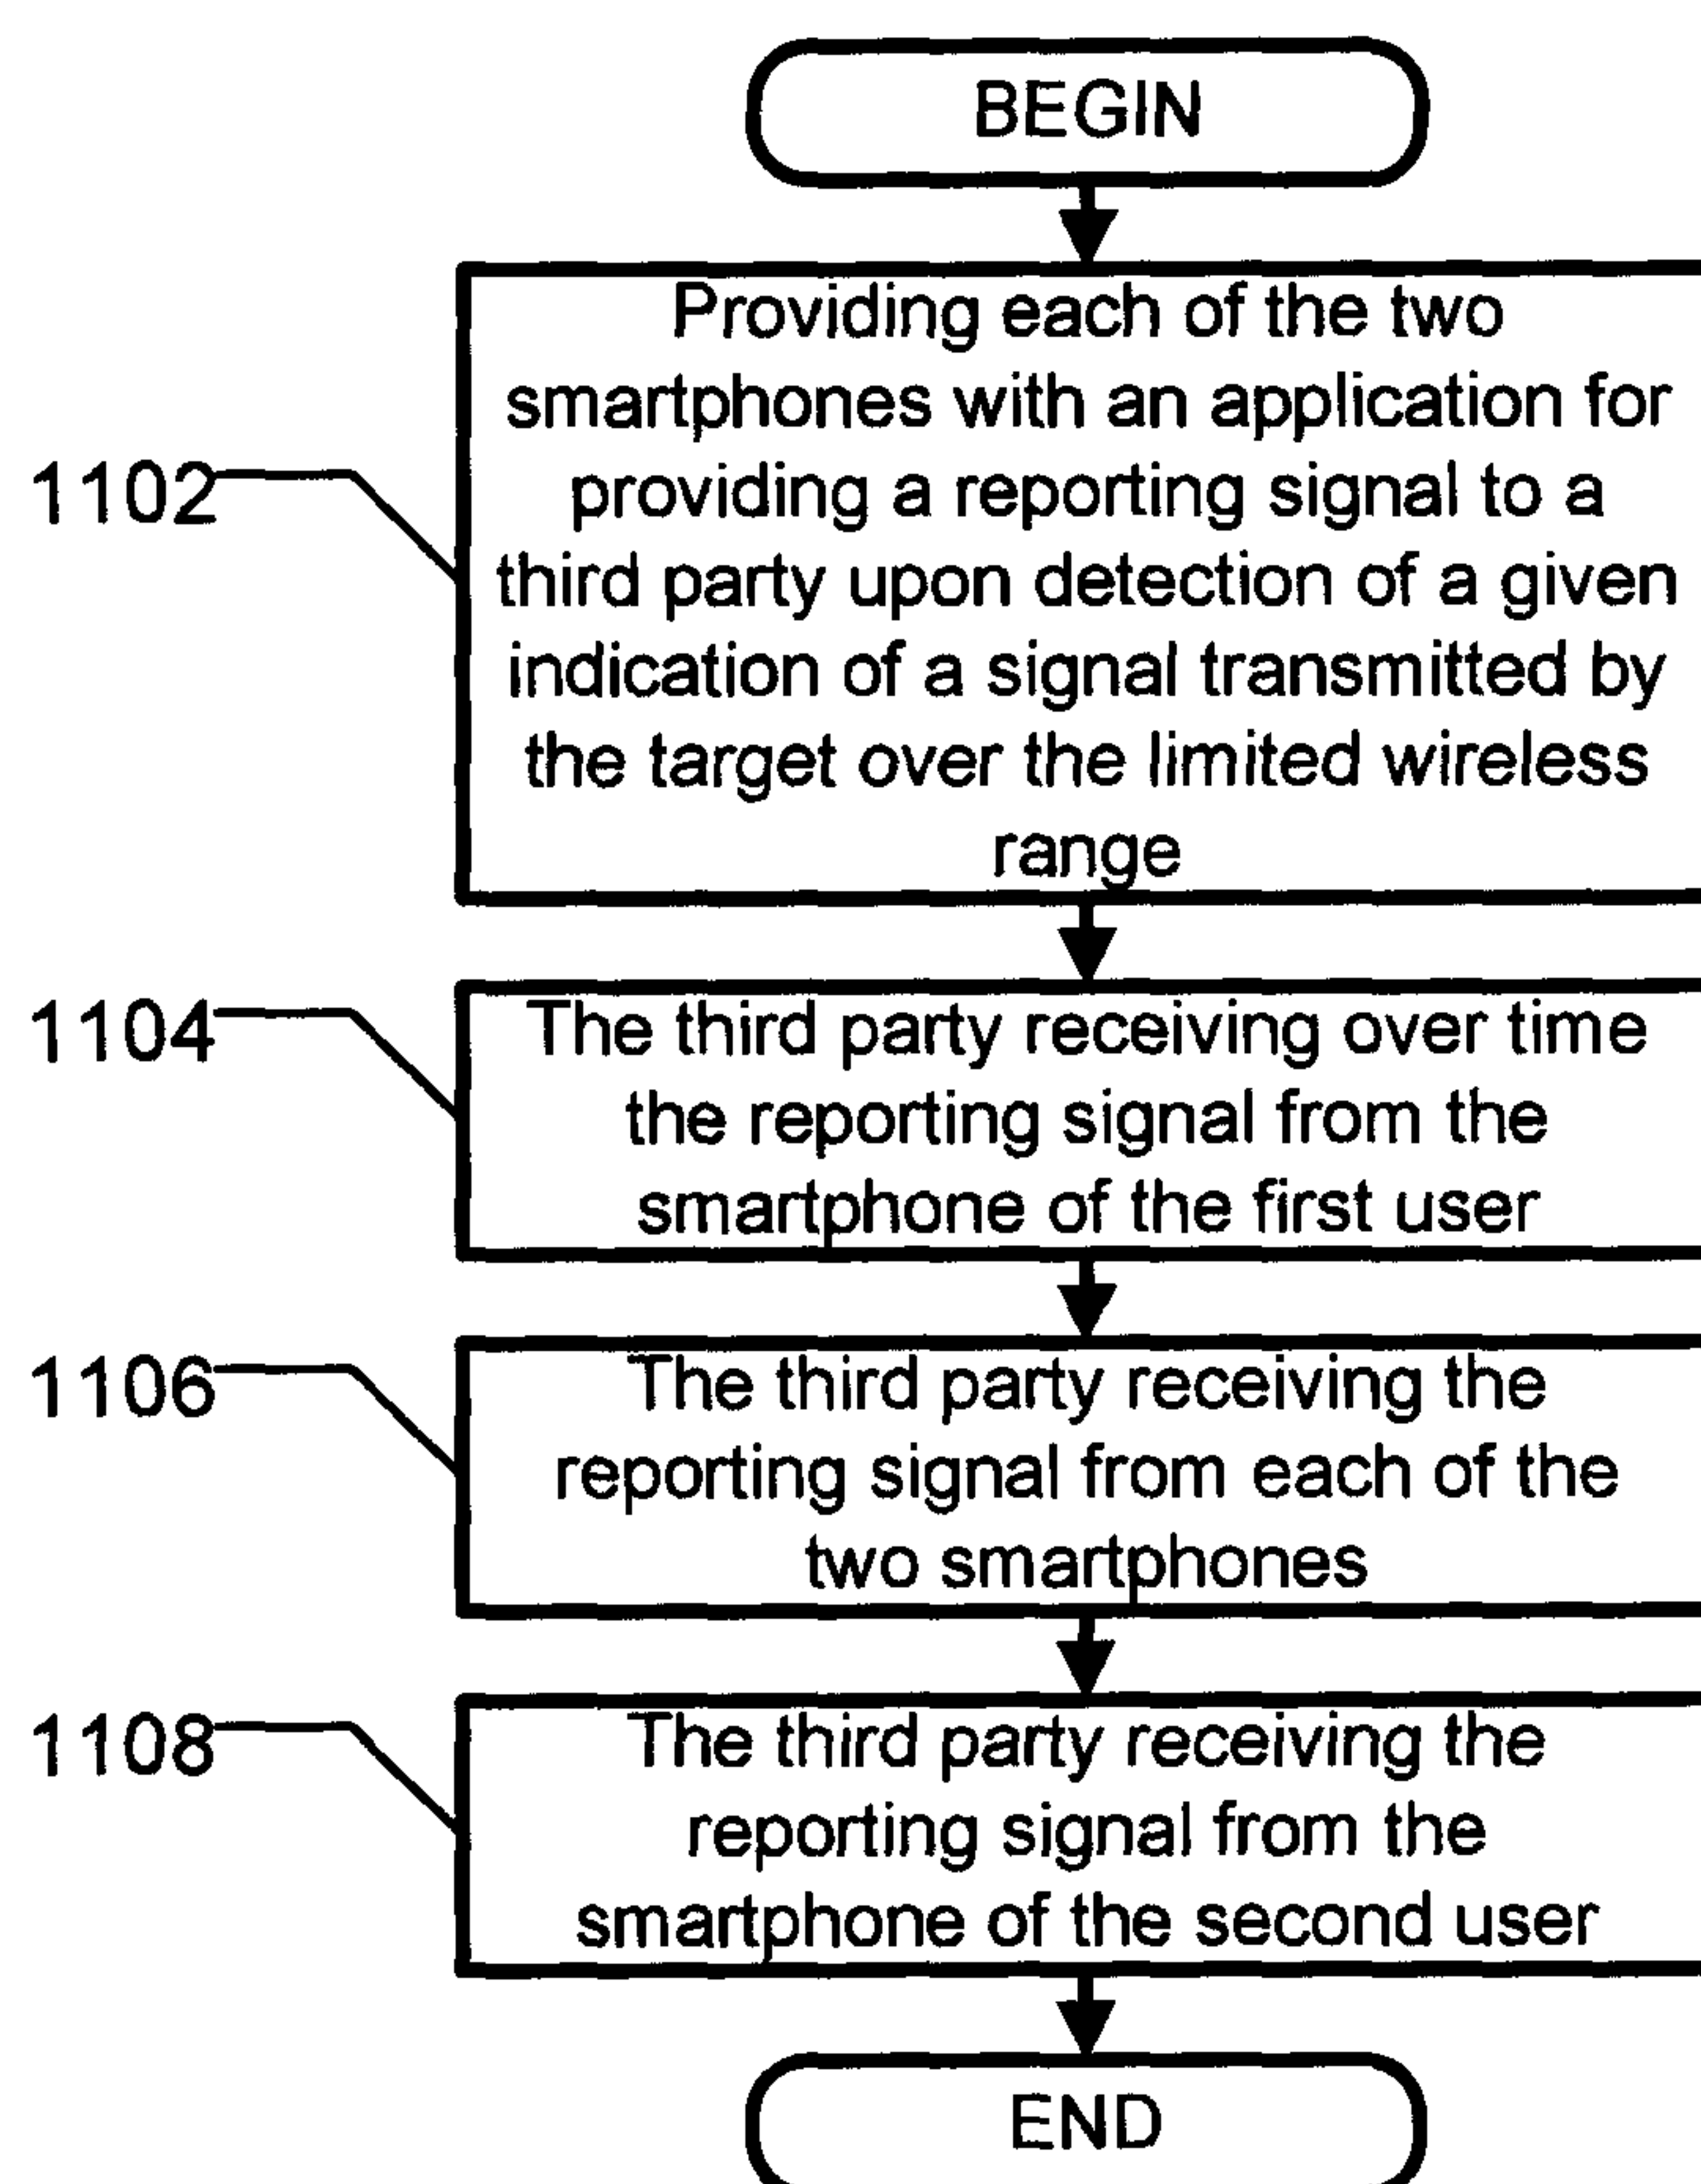 BEGIN
Providing each of the two
smartphones with an application for
1102
providing a reporting signal to a
third party upon detection of a given
indication of a signal transmitted by
the target over the limited wireless
range
1104
The third party receiving over time
the reporting signal from the
smartphone of the first user
1106
The third party receiving the
reporting signal from each of the
two smartphones
1108
The third party receiving the
reporting signal from the
smartphone of the second user
END